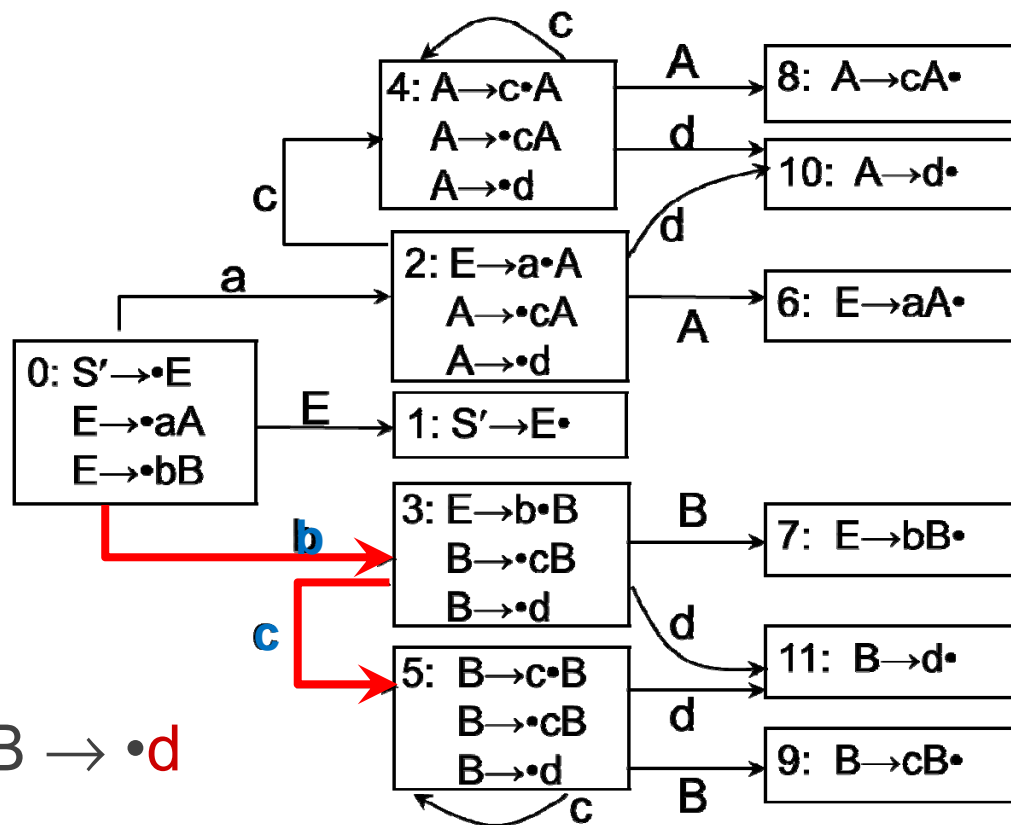 c
4: A→c•A
A→•cA
A→•d
A
8: A→cA•
d
10: A→d•
c
d
2: E→a•A
A→•cA
A→•d
a
A
6: E→aA•
0: S′→•E
E→•aA
E→•bB
E
1: S′→E•
b
3: E→b•B
B→•cB
B→•d
B
7: E→bB•
c
d
11: B→d•
5: B→c•B
B→•cB
B→•d
d
B → •d
B
9: B→cB•
c